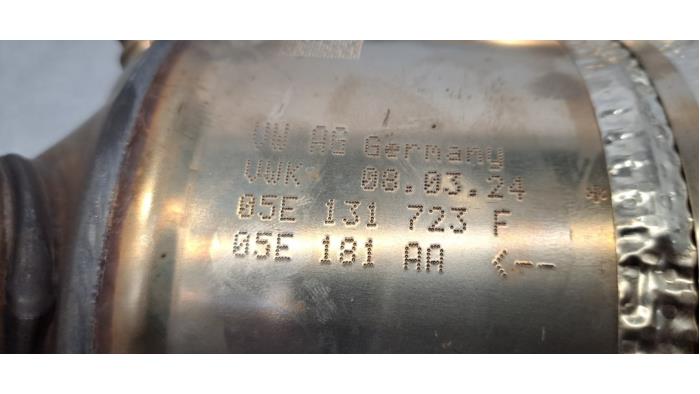 VW AG Germany
VWK 08.03.24 *
05E 131 723 F
05E 181 AA <--